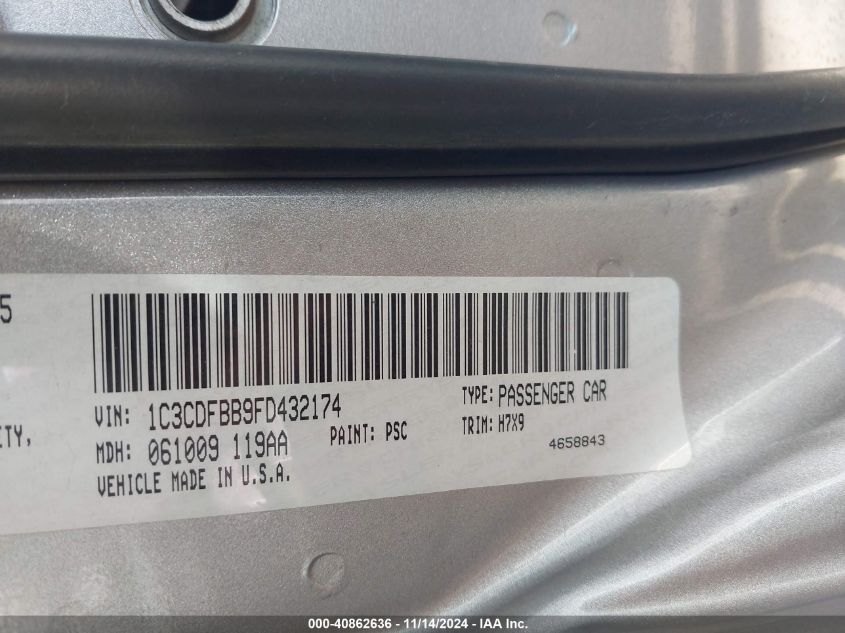 5
VIN: 1C3CDFBB9FD432174
TYPE: PASSENGER CAR
ITY,
MDH: 061009 119AA
PAINT: PSC
TRIM: H7X9
VEHICLE MADE IN U.S.A.
4658843
000-40862636 - 11/14/2024 - IAA Inc.